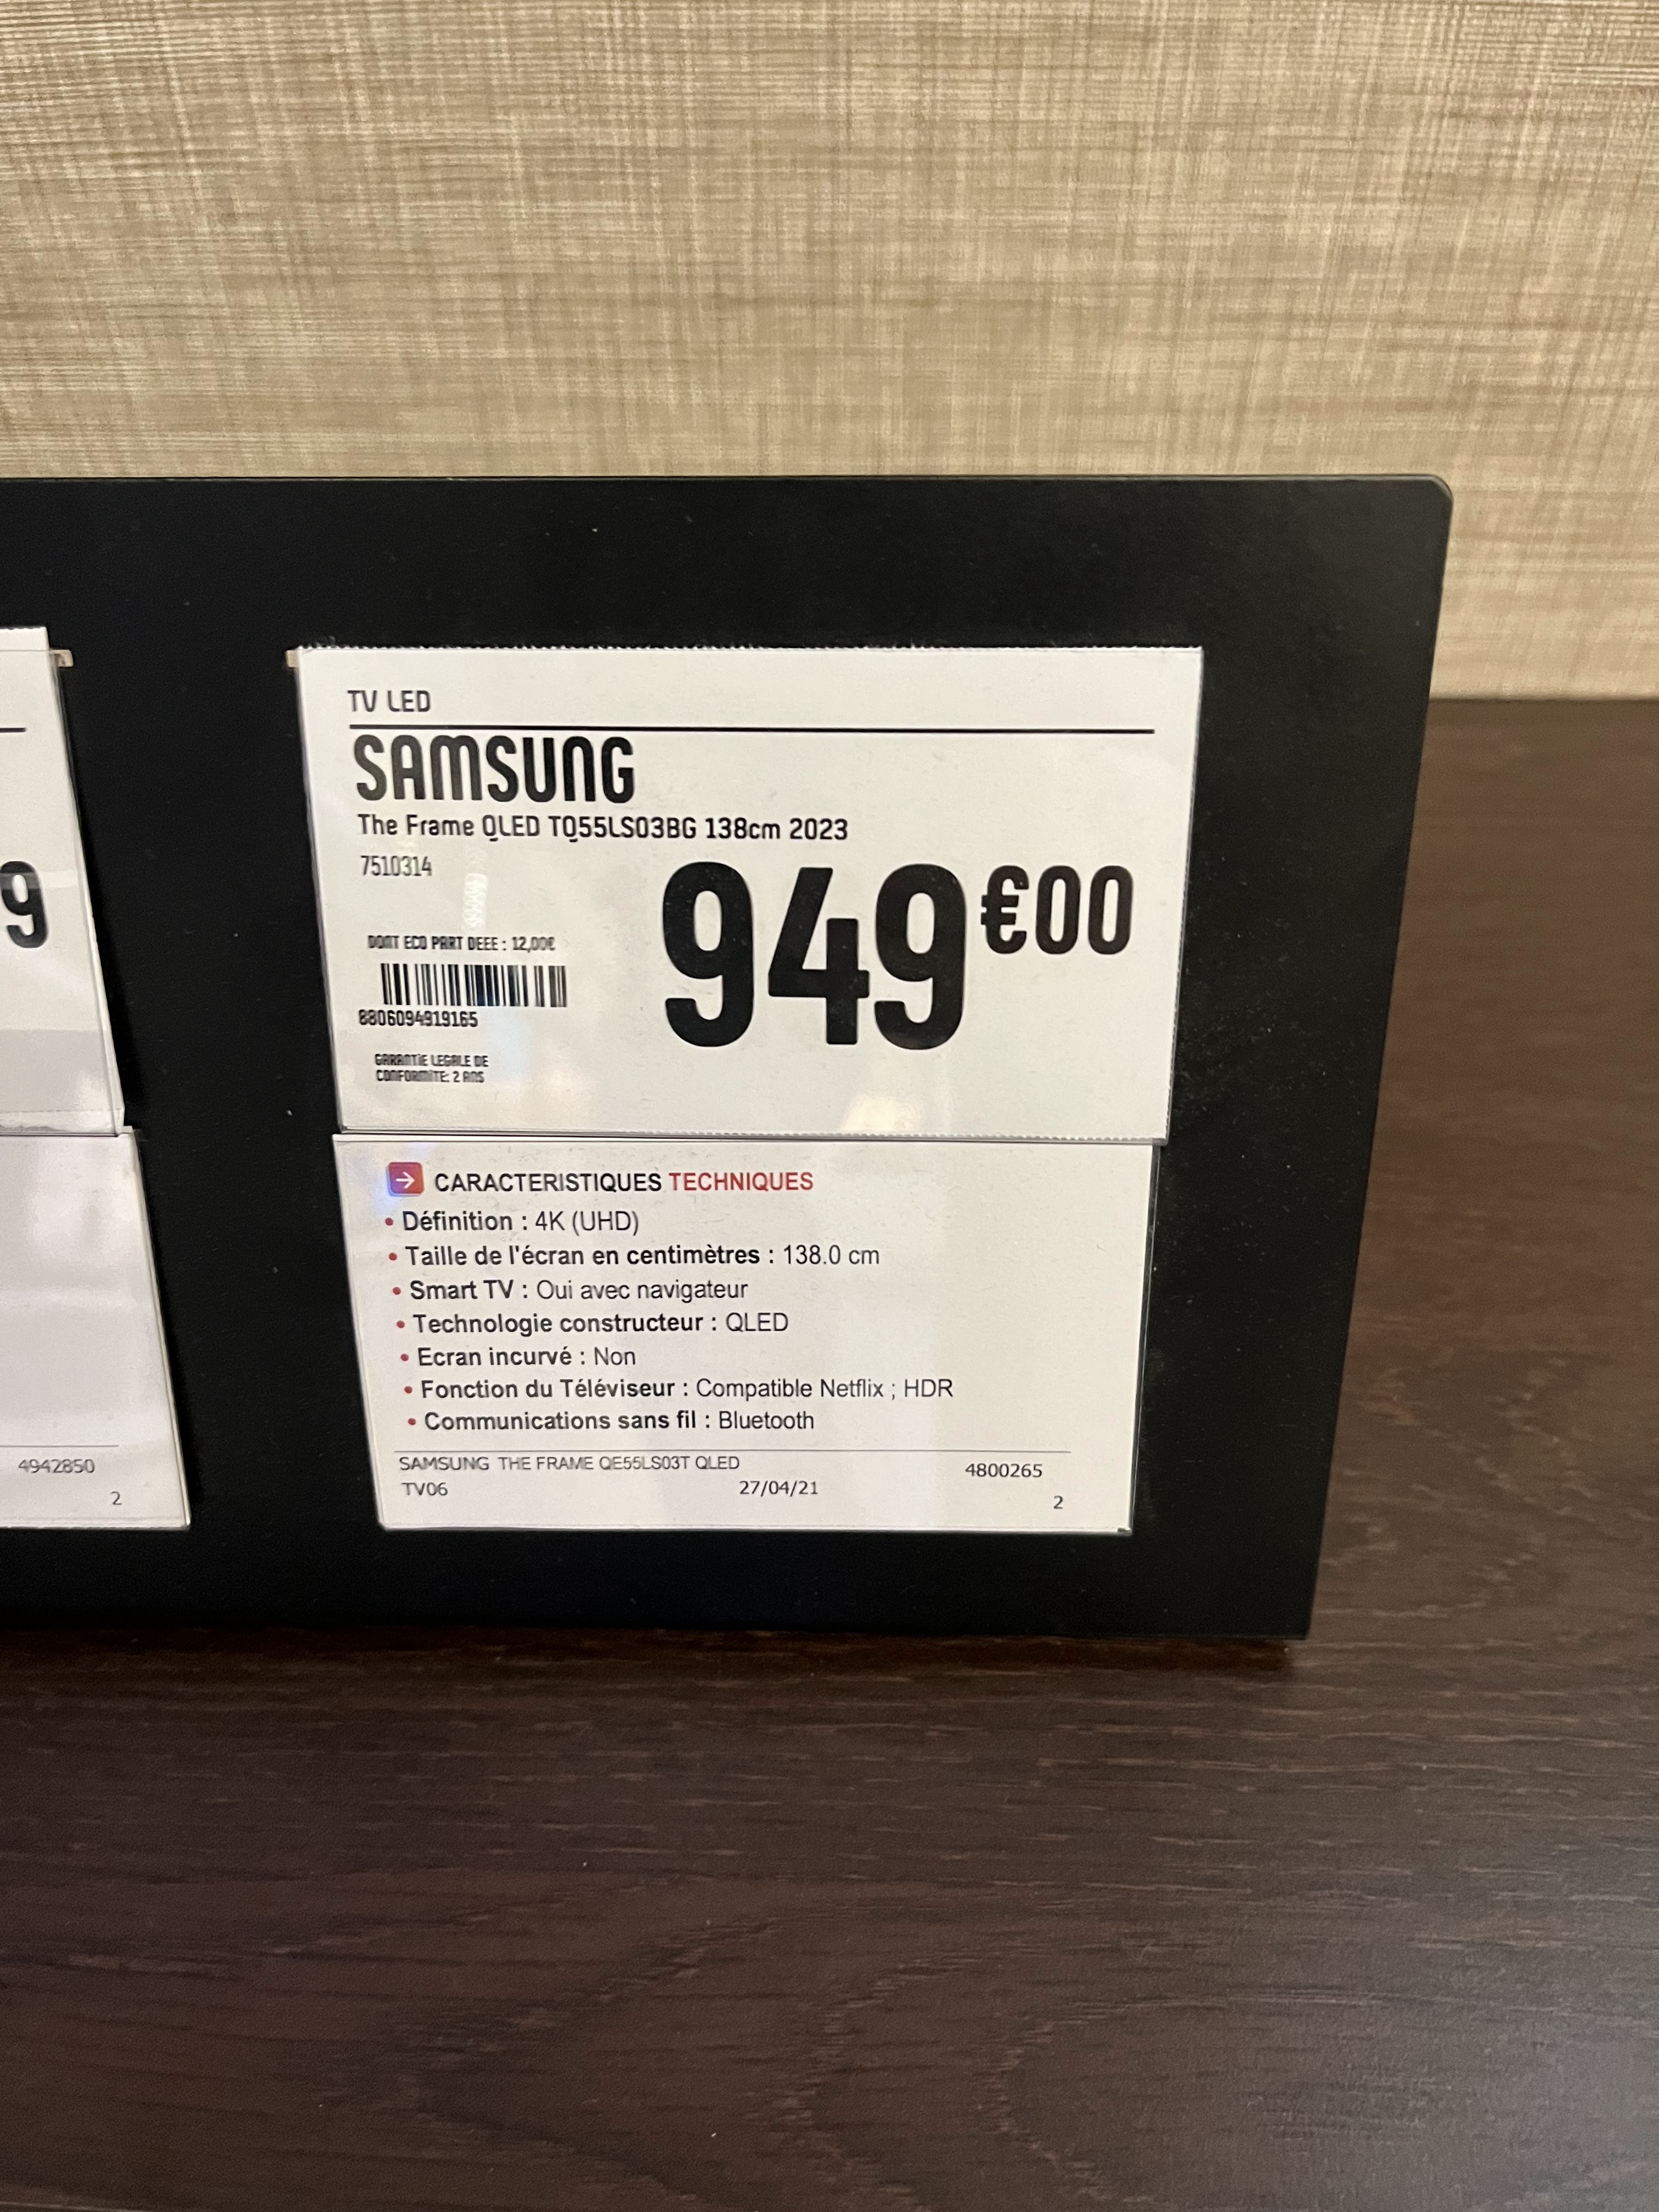 TV LED
SAMSUNG
The Frame QLED TQ55LS03BG 138cm 2023
7510314
949€00
DONT ECO PART DEEE : 12,00€
8806094919165
GARANTIE LEGALE DE
CONFORMITE: 2 ANS
CARACTERISTIQUES TECHNIQUES
• Définition : 4K (UHD)
• Taille de l'écran en centimètres : 138.0 cm
• Smart TV : Oui avec navigateur
• Technologie constructeur : QLED
• Ecran incurvé : Non
• Fonction du Téléviseur : Compatible Netflix ; HDR
• Communications sans fil : Bluetooth
SAMSUNG THE FRAME QE55LS03T QLED 4800265
TV06 27/04/21 2
9
4942850
2